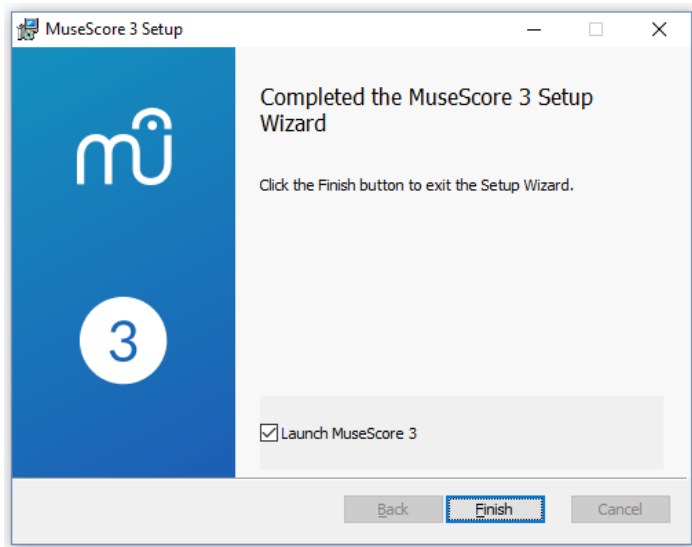 MuseScore 3 Setup
Completed the MuseScore 3 Setup
Wizard
Click the Finish button to exit the Setup Wizard.
mu
3
Launch MuseScore 3
Back
Finish
Cancel